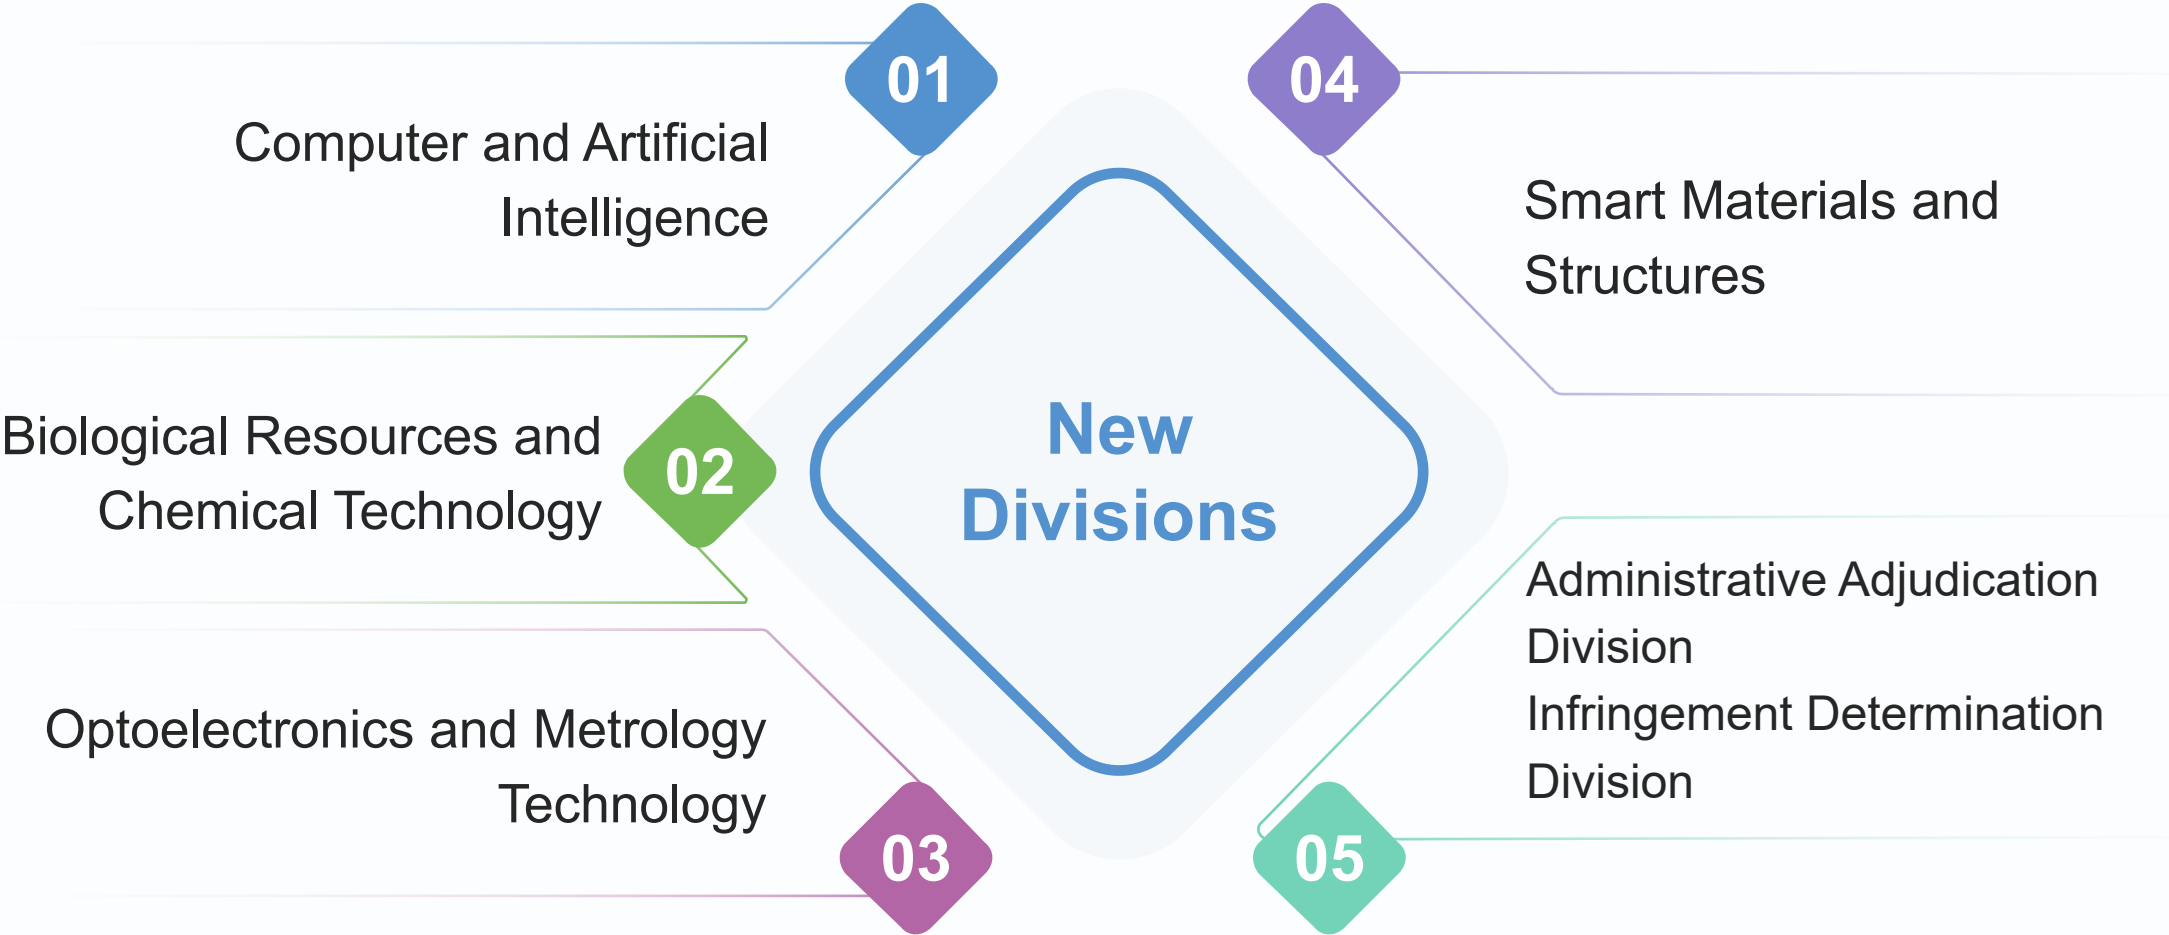 01
Computer and Artificial
Intelligence
02
Biological Resources and
Chemical Technology
03
Optoelectronics and Metrology
Technology
New
Divisions
04
Smart Materials and
Structures
05
Administrative Adjudication
Division
Infringement Determination
Division